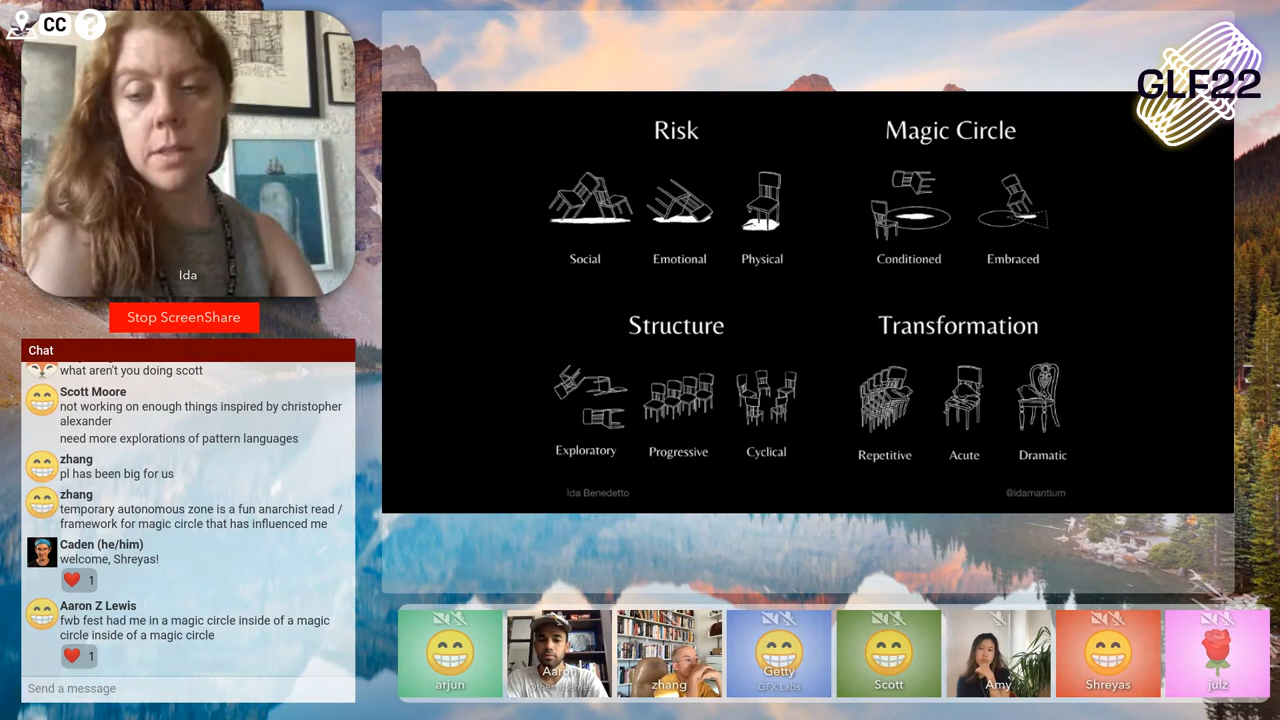 CC
?
GLF22
Ida
Stop ScreenShare
Chat
what aren't you doing scott
Scott Moore
not working on enough things inspired by christopher
alexander
need more explorations of pattern languages
zhang
pl has been big for us
zhang
temporary autonomous zone is a fun anarchist read /
framework for magic circle that has influenced me
Caden (he/him)
welcome, Shreyas!
1
Aaron Z Lewis
fwb fest had me in a magic circle inside of a magic
circle inside of a magic circle
1
Send a message
Risk
Social
Emotional
Physical
Magic Circle
Conditioned
Embraced
Structure
Exploratory
Progressive
Cyclical
Transformation
Repetitive
Acute
Dramatic
Ida Benedetto
@idamantium
arjun
Aaron
zhang
Getty
GFX Labs
Scott
Amy
Shreyas
julz